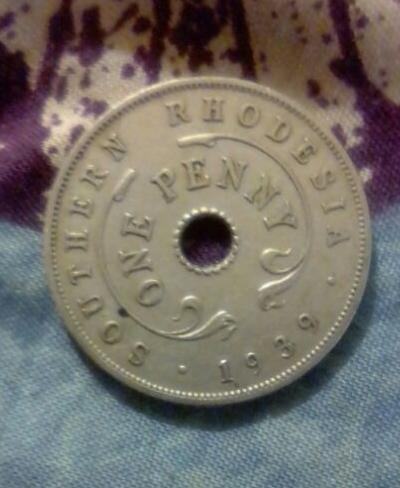 SOUTHERN RHODESIA · 1939 ·
ONE PENNY